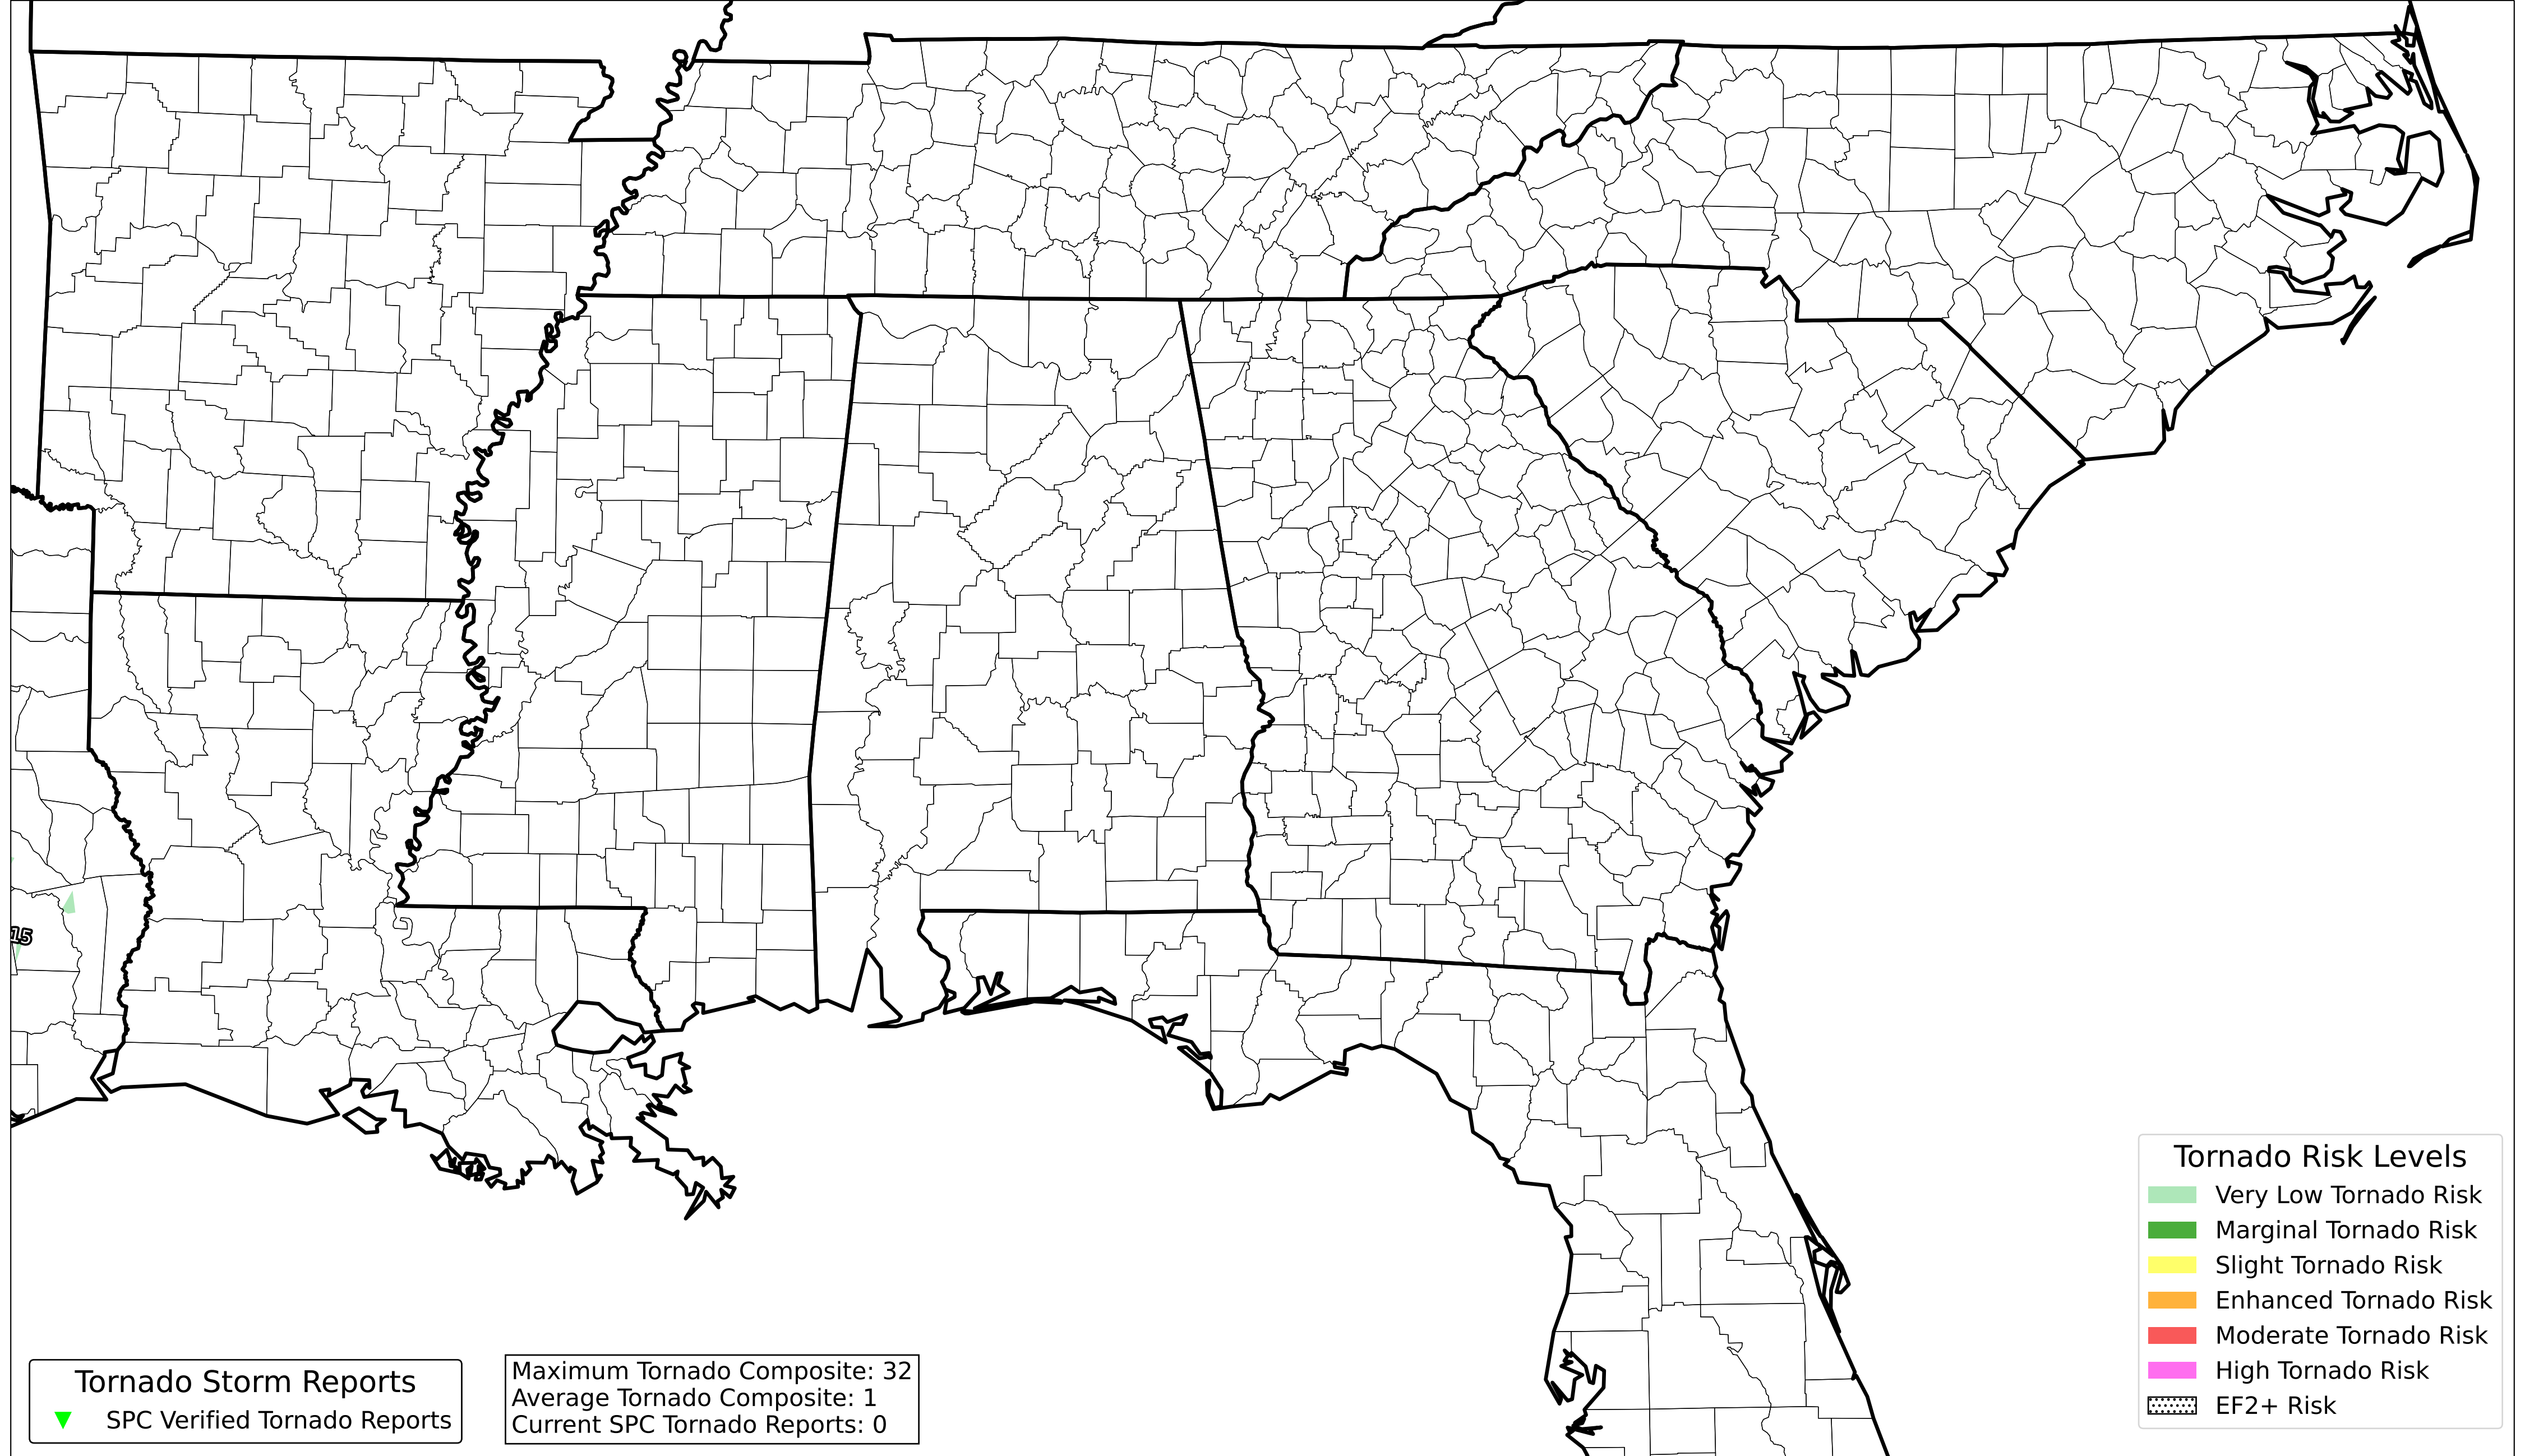 15
Tornado Risk Levels
Very Low Tornado Risk
Marginal Tornado Risk
Slight Tornado Risk
Enhanced Tornado Risk
Moderate Tornado Risk
High Tornado Risk
EF2+ Risk
Tornado Storm Reports
SPC Verified Tornado Reports
Maximum Tornado Composite: 32
Average Tornado Composite: 1
Current SPC Tornado Reports: 0